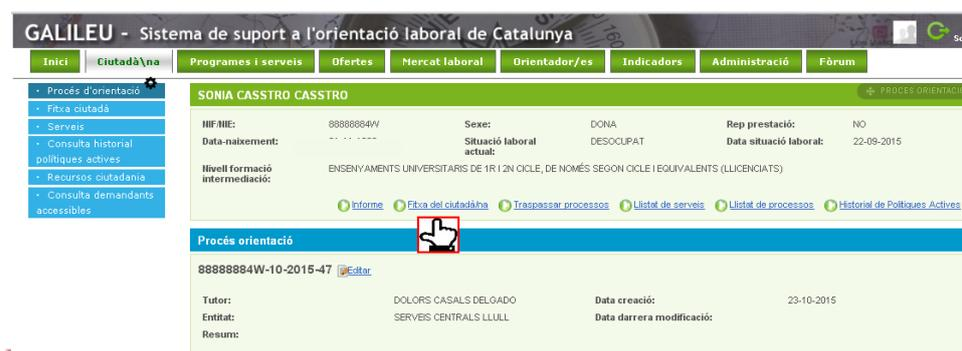 GALILEU - Sistema de suport a l'orientació laboral de Catalunya
Inici Ciutadà\na Programes i serveis Ofertes Mercat laboral Orientador/es Indicadors Administració Fòrum
· Procés d'orientació
· Fitxa ciutadà
· Serveis
· Consulta historial
polítiques actives
· Recursos ciutadania
· Consulta demandants
accessibles
SONIA CASSTRO CASSTRO PROCES ORIENTACI
NIF/NIE: 88888884W Sexe: DONA Rep prestació: NO
Data-naixement: Situació laboral actual: DESOCUPAT Data situació laboral: 22-09-2015
Nivell formació intermediació: ENSENYAMENTS UNIVERSITARIS DE 1R I 2N CICLE, DE NOMÉS SEGON CICLE I EQUIVALENTS (LLICENCIATS)
Informe Fitxa del ciutadà/na Traspassar processos Llistat de serveis Llistat de processos Historial de Polítiques Actives
Procés orientació
88888884W-10-2015-47 Editar
Tutor: DOLORS CASALS DELGADO Data creació: 23-10-2015
Entitat: SERVEIS CENTRALS LLULL Data darrera modificació:
Resum: